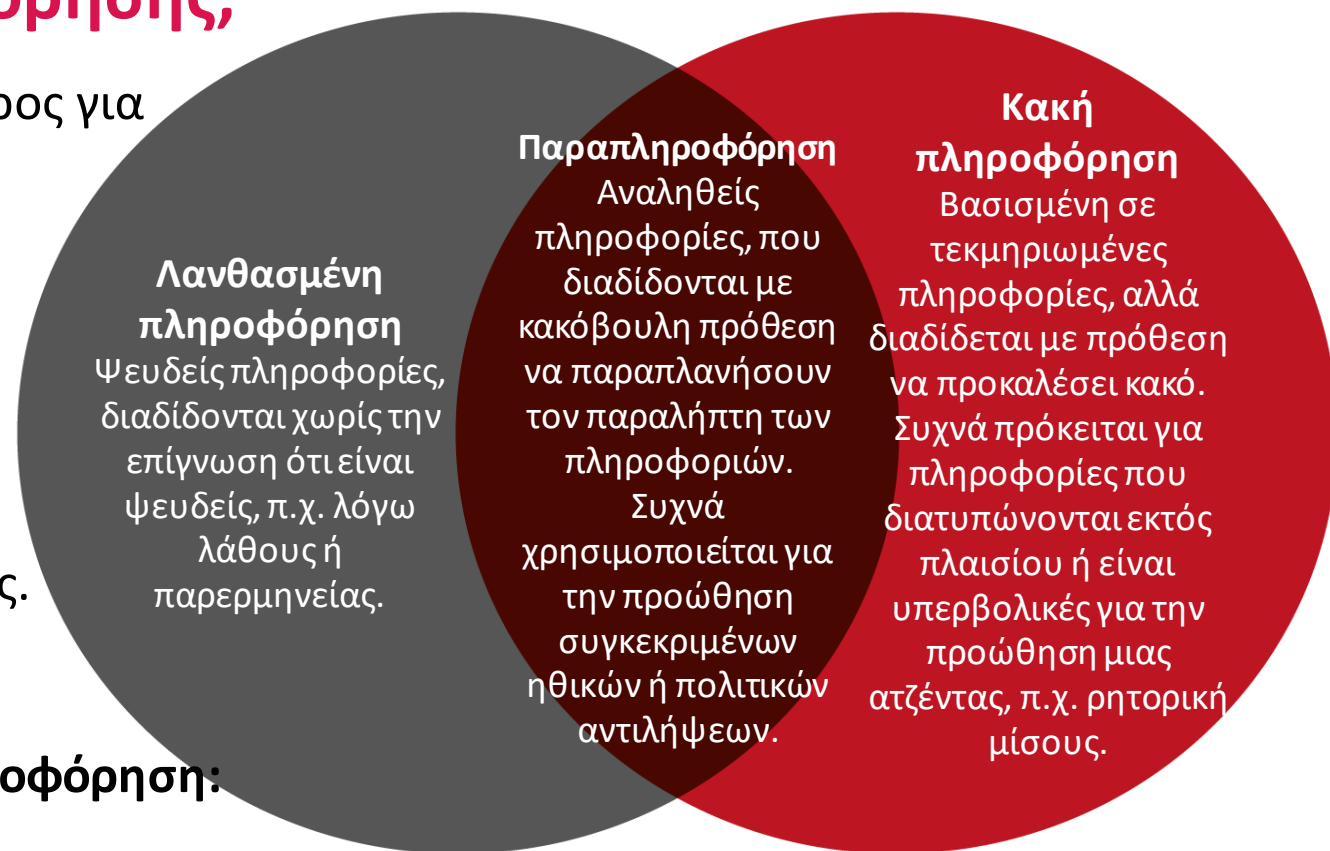 όρησης,
ρος για
ς.
οφόρηση:
Λανθασμένη
πληροφόρηση
Ψευδείς πληροφορίες,
διαδίδονται χωρίς την
επίγνωση ότι είναι
ψευδείς, π.χ. λόγω
λάθους ή
παρερμηνείας.
Παραπληροφόρηση
Αναληθείς
πληροφορίες, που
διαδίδονται με
κακόβουλη πρόθεση
να παραπλανήσουν
τον παραλήπτη των
πληροφοριών.
Συχνά
χρησιμοποιείται για
την προώθηση
συγκεκριμένων
ηθικών ή πολιτικών
αντιλήψεων.
Κακή
πληροφόρηση
Βασισμένη σε
τεκμηριωμένες
πληροφορίες, αλλά
διαδίδεται με πρόθεση
να προκαλέσει κακό.
Συχνά πρόκειται για
πληροφορίες που
διατυπώνονται εκτός
πλαισίου ή είναι
υπερβολικές για την
προώθηση μιας
ατζέντας, π.χ. ρητορική
μίσους.